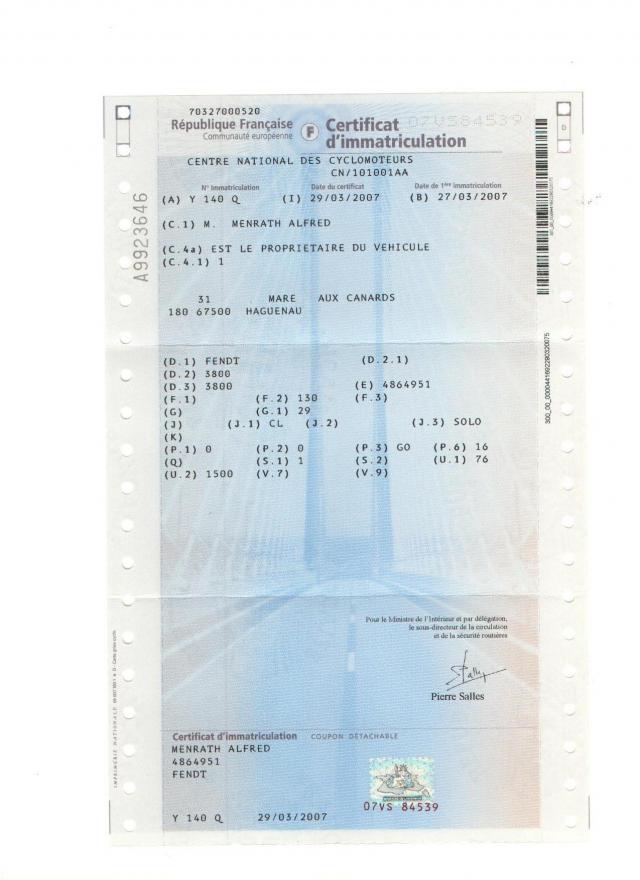 70327000520
République Française
Communauté européenne
F
Certificat
d'immatriculation
07VS84539
D
CENTRE NATIONAL DES CYCLOMOTEURS
CN/101001AA
N° Immatriculation Date du certificat Date de 1ère immatriculation
(A) Y 140 Q (I) 29/03/2007 (B) 27/03/2007
A9923646
(C.1) M. MENRATH ALFRED
(C.4a) EST LE PROPRIETAIRE DU VEHICULE
(C.4.1) 1
31 MARE AUX CANARDS
180 67500 HAGUENAU
(D.1) FENDT (D.2.1)
(D.2) 3800
(D.3) 3800 (E) 4864951
(F.1) (F.2) 130 (F.3)
(G) (G.1) 29
(J) (J.1) CL (J.2) (J.3) SOLO
(K)
(P.1) 0 (P.2) 0 (P.3) GO (P.6) 16
(Q) (S.1) 1 (S.2) (U.1) 76
(U.2) 1500 (V.7) (V.9)
Pour le Ministre de l'Intérieur et par délégation,
le sous-directeur de la circulation
et de la sécurité routières
Pierre Salles
IMPRIMERIE NATIONALE
Certificat d'immatriculation COUPON DÉTACHABLE
MENRATH ALFRED
4864951
FENDT
07VS 84539
Y 140 Q 29/03/2007